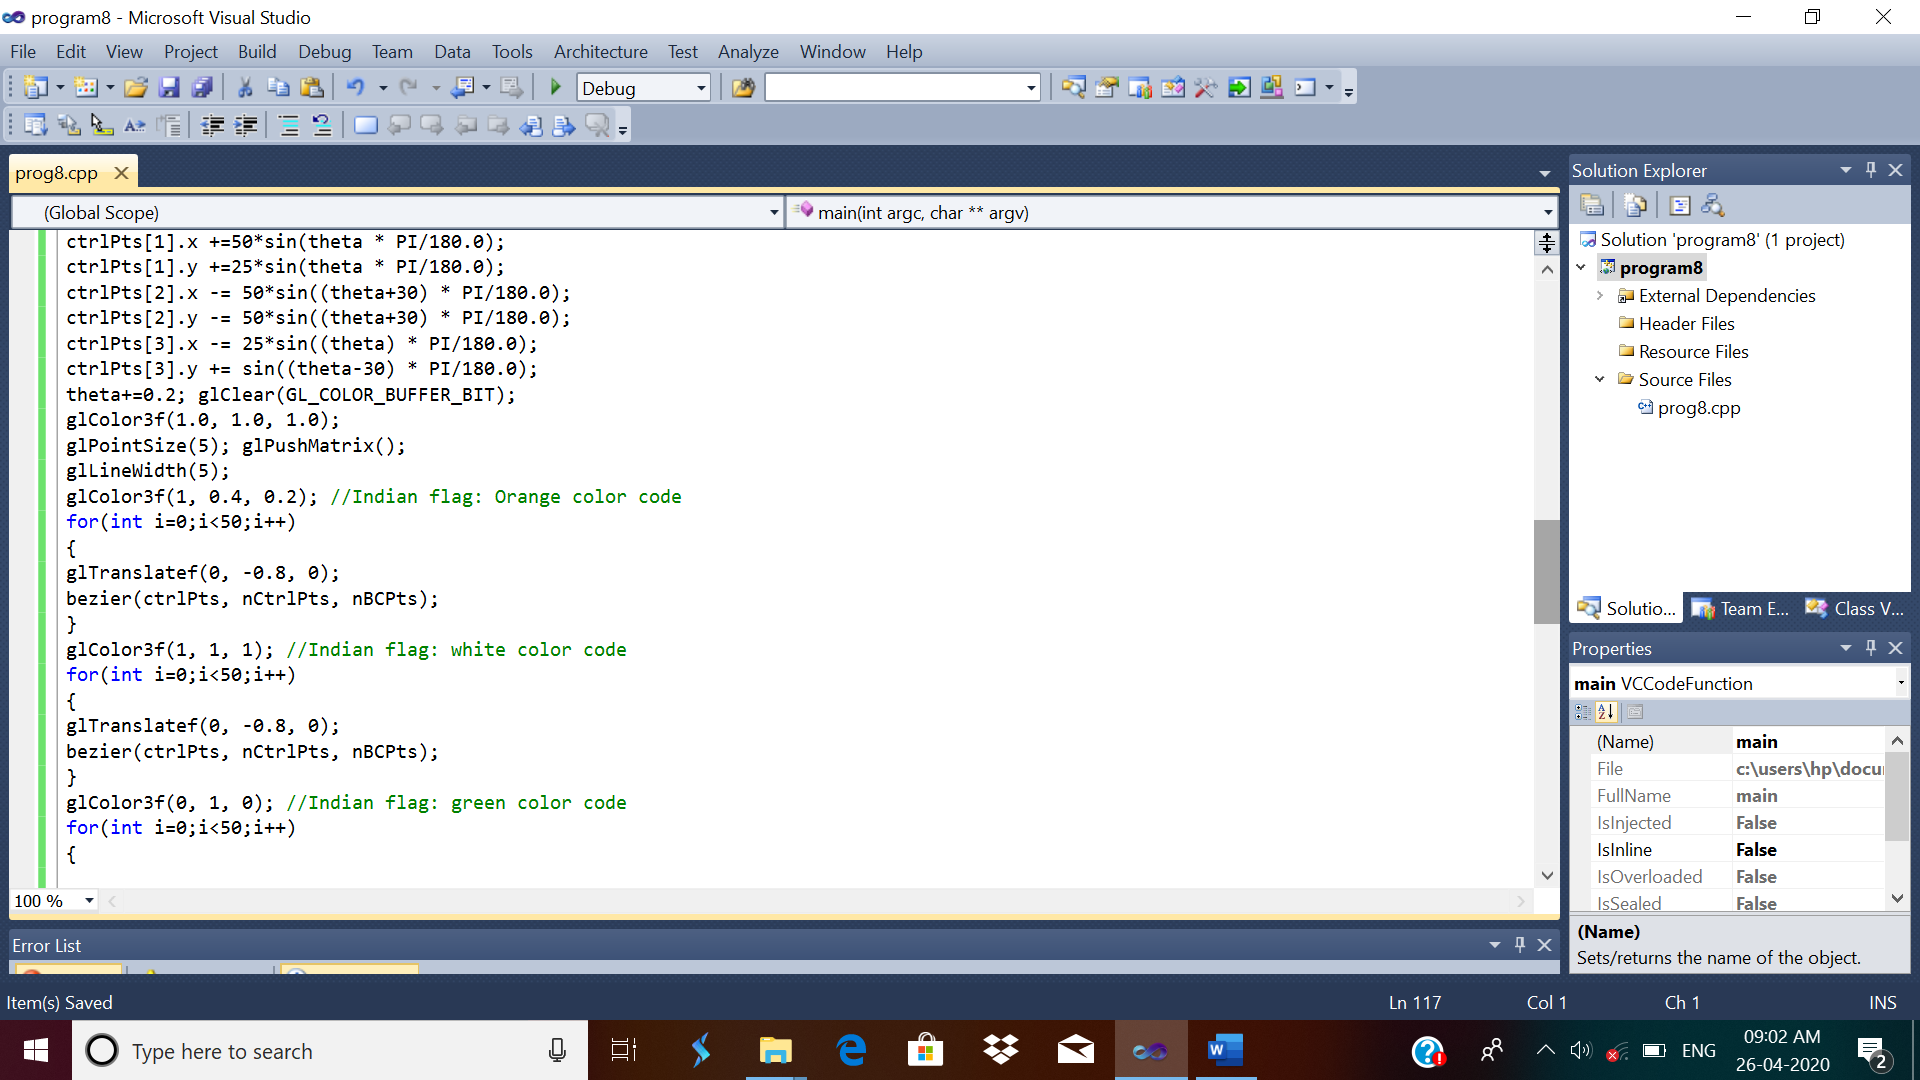 program8 - Microsoft Visual Studio
File Edit View Project Build Debug Team Data Tools Architecture Test Analyze Window Help
Debug
prog8.cpp
(Global Scope)
main(int argc, char ** argv)
ctrlPts[1].x +=50*sin(theta * PI/180.0);
ctrlPts[1].y +=25*sin(theta * PI/180.0);
ctrlPts[2].x -= 50*sin((theta+30) * PI/180.0);
ctrlPts[2].y -= 50*sin((theta+30) * PI/180.0);
ctrlPts[3].x -= 25*sin((theta) * PI/180.0);
ctrlPts[3].y += sin((theta-30) * PI/180.0);
theta+=0.2; glClear(GL_COLOR_BUFFER_BIT);
glColor3f(1.0, 1.0, 1.0);
glPointSize(5); glPushMatrix();
glLineWidth(5);
glColor3f(1, 0.4, 0.2); //Indian flag: Orange color code
for(int i=0;i<50;i++)
{
glTranslatef(0, -0.8, 0);
bezier(ctrlPts, nCtrlPts, nBCPts);
}
glColor3f(1, 1, 1); //Indian flag: white color code
for(int i=0;i<50;i++)
{
glTranslatef(0, -0.8, 0);
bezier(ctrlPts, nCtrlPts, nBCPts);
}
glColor3f(0, 1, 0); //Indian flag: green color code
for(int i=0;i<50;i++)
{
100 %
Error List
Solution Explorer
Solution 'program8' (1 project)
program8
External Dependencies
Header Files
Resource Files
Source Files
prog8.cpp
Solutio... Team E... Class V...
Properties
main VCCodeFunction
(Name) main
File c:\users\hp\docu
FullName main
IsInjected False
IsInline False
IsOverloaded False
IsSealed False
(Name)
Sets/returns the name of the object.
Item(s) Saved
Ln 117 Col 1 Ch 1 INS
Type here to search
ENG
09:02 AM
26-04-2020
2